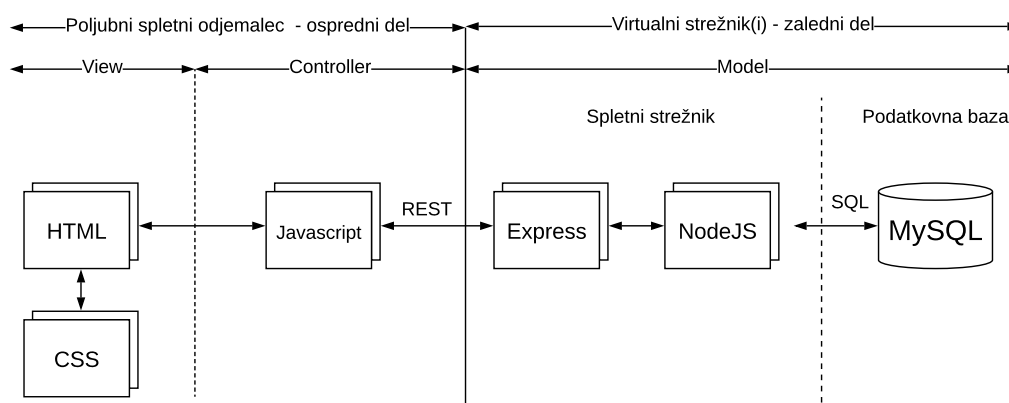 Poljubni spletni odjemalec - ospredni del
Virtualni strežnik(i) - zaledni del
View
Controller
Model
Spletni strežnik
Podatkovna baza
HTML
Javascript
REST
Express
NodeJS
SQL
MySQL
CSS